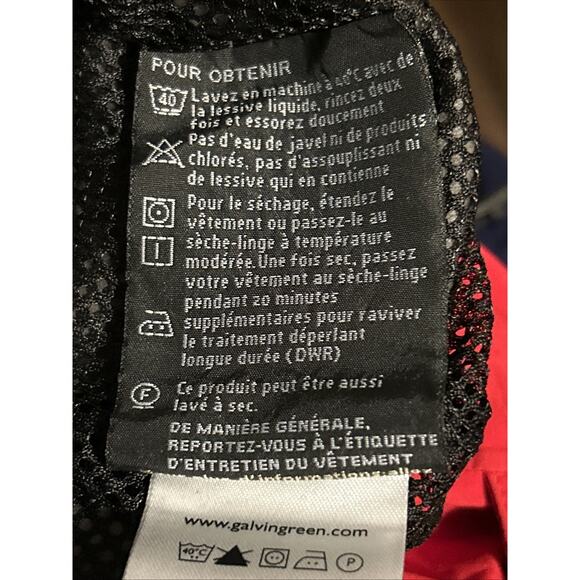 POUR OBTENIR
40 Lavez en machine à 40°C avec de
la lessive liquide, rincez deux
fois et essorez doucement
Pas d'eau de javel ni de produits
chlorés, pas d'assouplissant ni
de lessive qui en contienne
Pour le séchage, étendez le
vêtement ou passez-le au
sèche-linge à température
modérée. Une fois sec, passez
votre vêtement au sèche-linge
pendant 20 minutes
supplémentaires pour raviver
le traitement déperlant
longue durée (DWR)
F Ce produit peut être aussi
lavé à sec.
DE MANIÈRE GÉNÉRALE,
REPORTEZ-VOUS À L'ÉTIQUETTE
D'ENTRETIEN DU VÊTEMENT
d'informations aller
www.galvingreen.com
40°C P